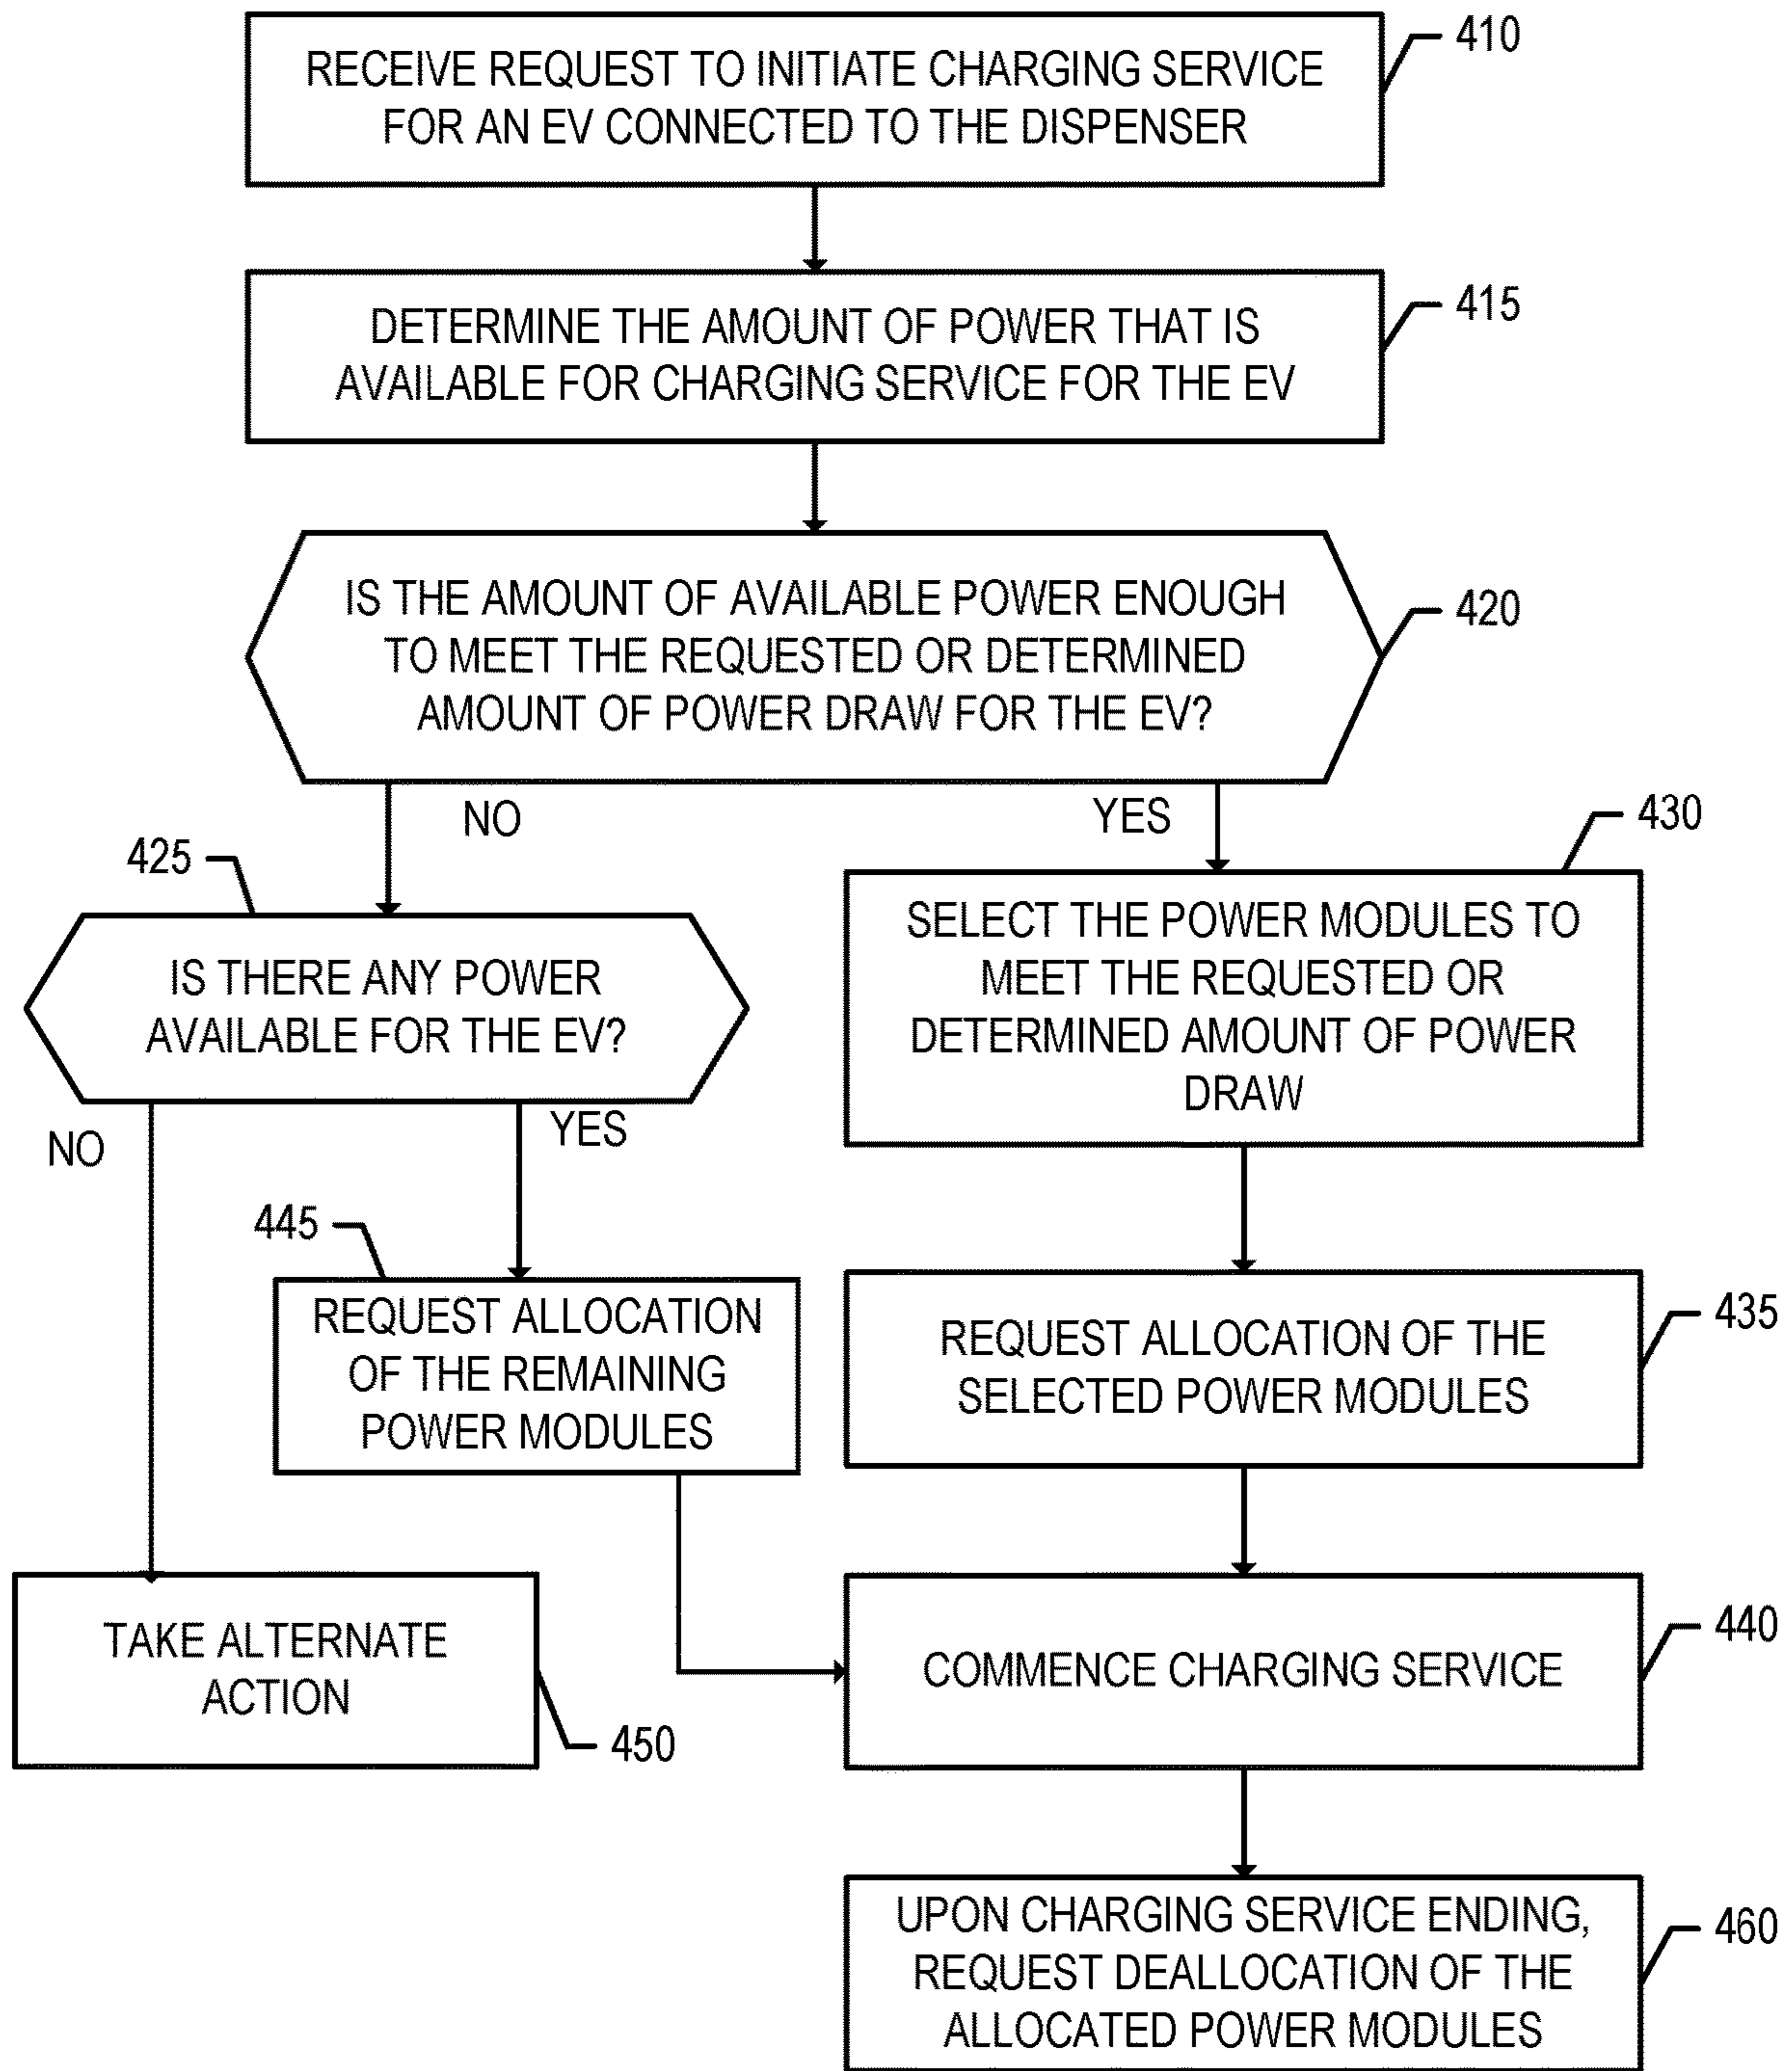 RECEIVE REQUEST TO INITIATE CHARGING SERVICE
FOR AN EV CONNECTED TO THE DISPENSER
410
DETERMINE THE AMOUNT OF POWER THAT IS
AVAILABLE FOR CHARGING SERVICE FOR THE EV
415
IS THE AMOUNT OF AVAILABLE POWER ENOUGH
TO MEET THE REQUESTED OR DETERMINED
AMOUNT OF POWER DRAW FOR THE EV?
420
NO
YES
425
IS THERE ANY POWER
AVAILABLE FOR THE EV?
430
SELECT THE POWER MODULES TO
MEET THE REQUESTED OR
DETERMINED AMOUNT OF POWER
DRAW
NO
YES
445
REQUEST ALLOCATION
OF THE REMAINING
POWER MODULES
REQUEST ALLOCATION OF THE
SELECTED POWER MODULES
435
TAKE ALTERNATE
ACTION
450
COMMENCE CHARGING SERVICE
440
UPON CHARGING SERVICE ENDING,
REQUEST DEALLOCATION OF THE
ALLOCATED POWER MODULES
460